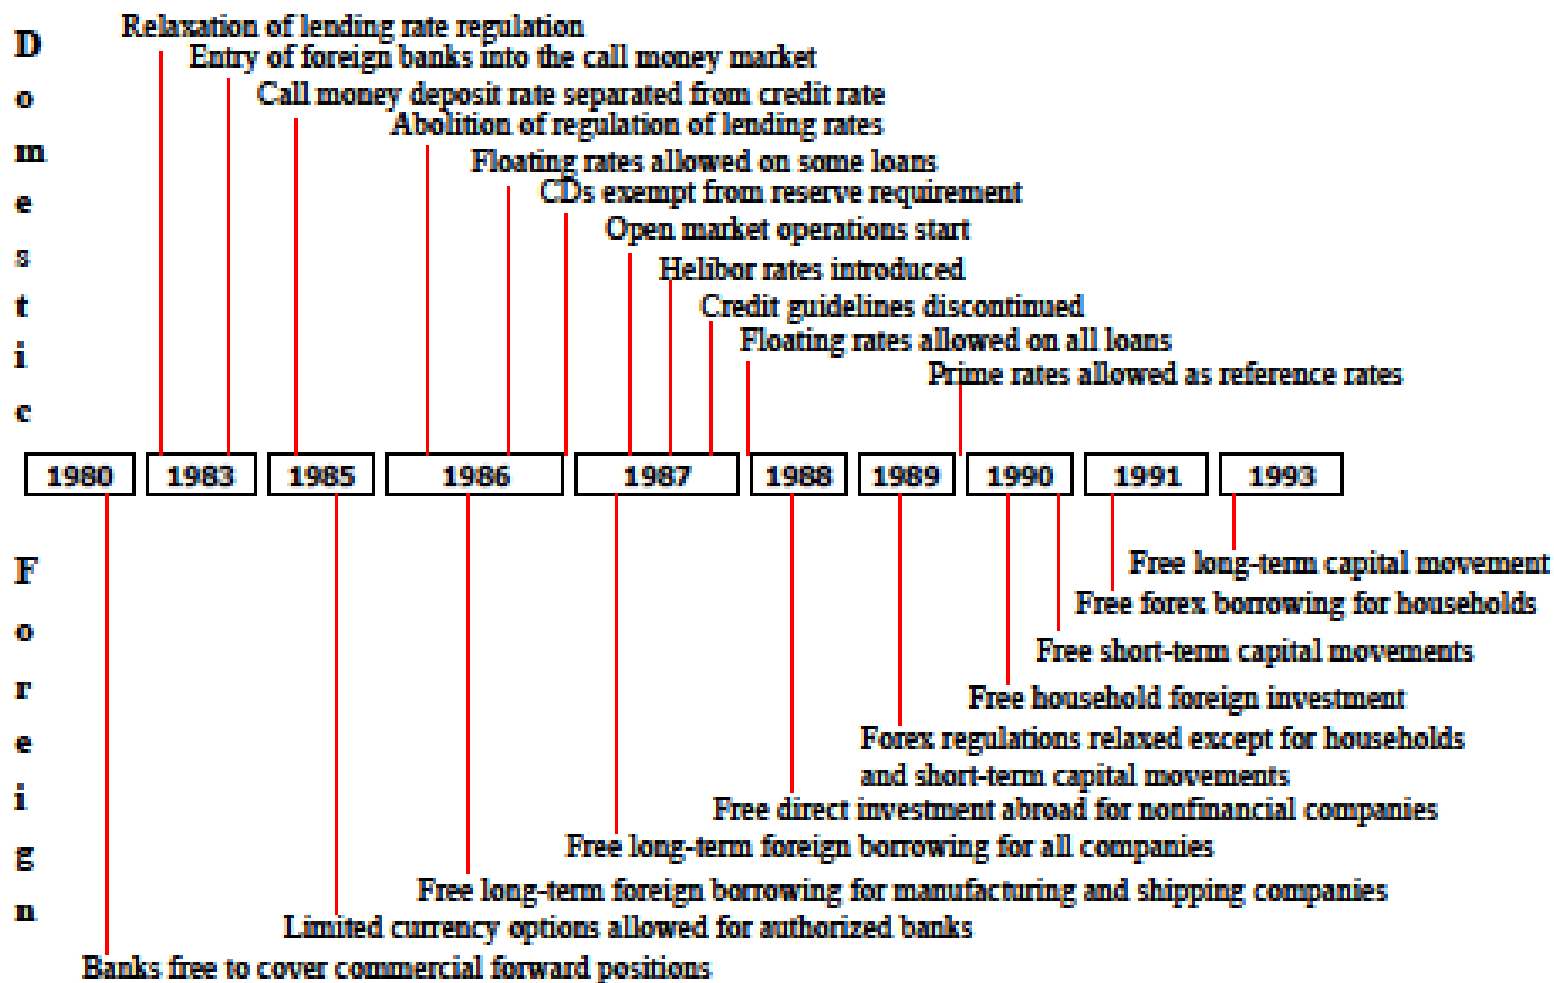 Domestic
Relaxation of lending rate regulation
Entry of foreign banks into the call money market
Call money deposit rate separated from credit rate
Abolition of regulation of lending rates
Floating rates allowed on some loans
CDs exempt from reserve requirement
Open market operations start
Helibor rates introduced
Credit guidelines discontinued
Floating rates allowed on all loans
Prime rates allowed as reference rates
1980 1983 1985 1986 1987 1988 1989 1990 1991 1993
Foreign
Free long-term capital movement
Free forex borrowing for households
Free short-term capital movements
Free household foreign investment
Forex regulations relaxed except for households
and short-term capital movements
Free direct investment abroad for nonfinancial companies
Free long-term foreign borrowing for all companies
Free long-term foreign borrowing for manufacturing and shipping companies
Limited currency options allowed for authorized banks
Banks free to cover commercial forward positions